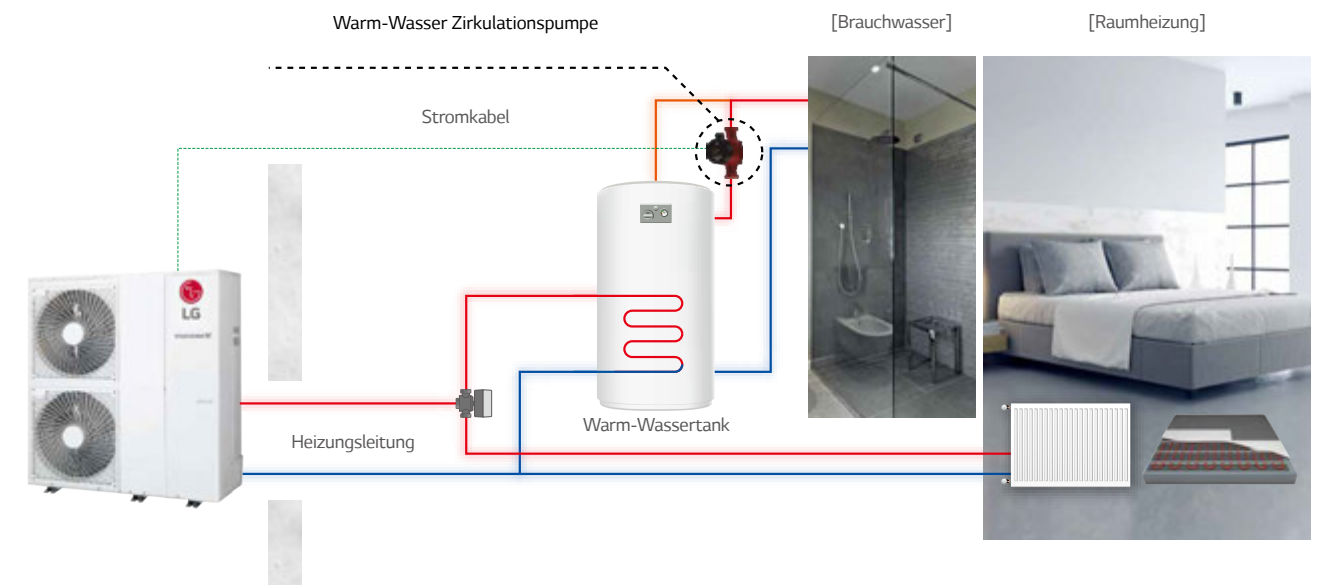 Warm-Wasser Zirkulationspumpe
[Brauchwasser]
[Raumheizung]
Stromkabel
LG
Warm-Wassertank
Heizungsleitung